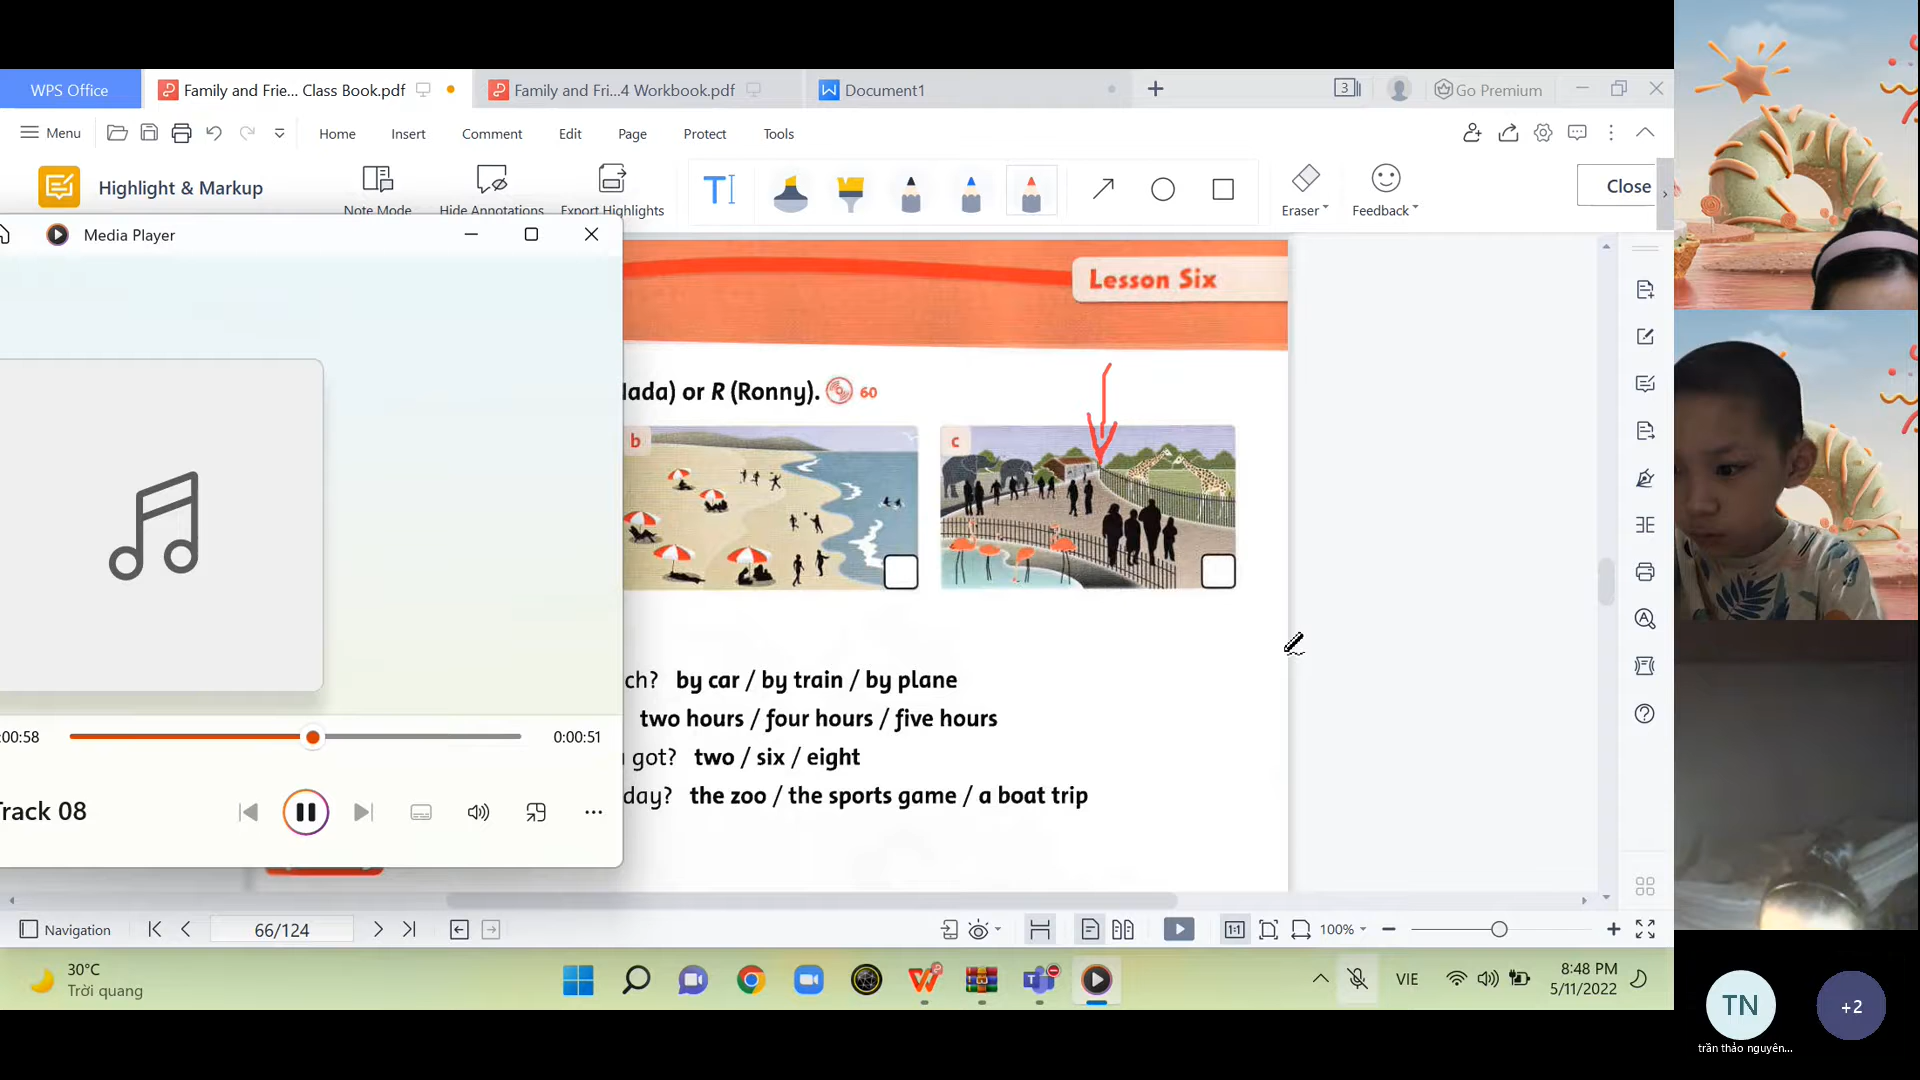 WPS Office
Family and Frie... Class Book.pdf
Family and Fri...4 Workbook.pdf
Document1
3
Go Premium
Menu
Home
Insert
Comment
Edit
Page
Protect
Tools
Highlight & Markup
Note Mode
Hide Annotations
Export Highlights
T
Eraser
Feedback
Close
Media Player
Lesson Six
lada) or R (Ronny). 60
b
c
ch? by car / by train / by plane
two hours / four hours / five hours
got? two / six / eight
day? the zoo / the sports game / a boat trip
:00:58
0:00:51
Track 08
Navigation
66/124
1:1
100%
30°C
Trời quang
VIE
8:48 PM
5/11/2022
TN
+2
trần thảo nguyên...